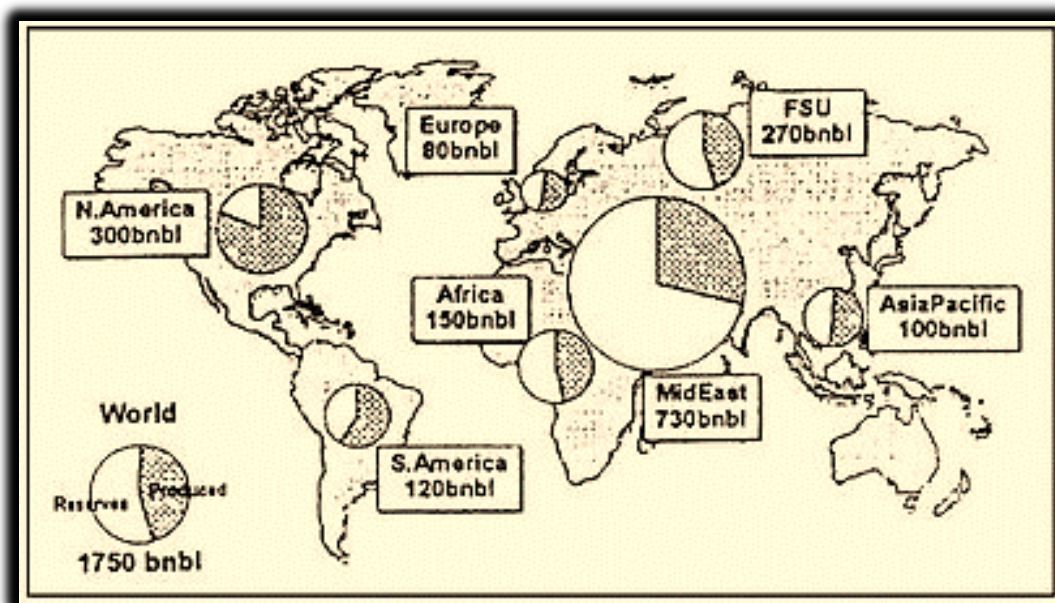 Europe
80bnbl
FSU
270bnbl
N.America
300bnbl
Africa
150bnbl
AsiaPacific
100bnbl
MidEast
730bnbl
World
S.America
120bnbl
Reserves
Produced
1750 bnbl